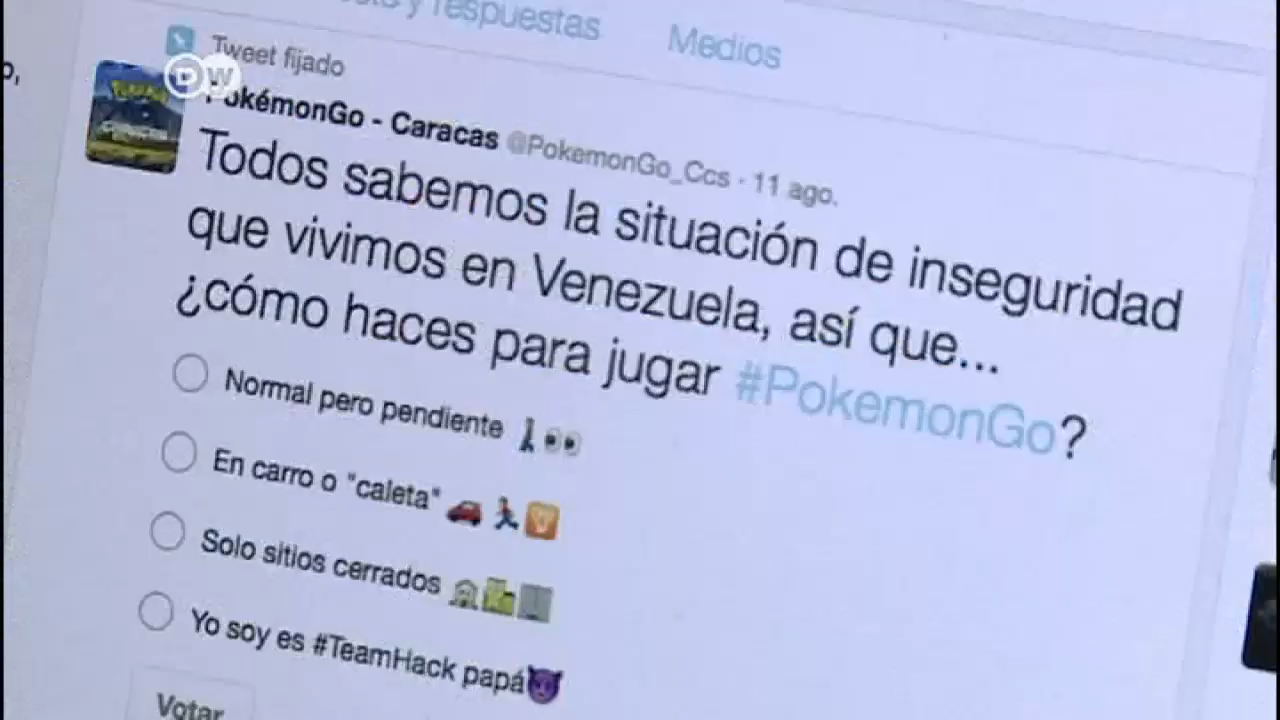 y respuestas Medios
Tweet fijado
DW
PokémonGo - Caracas @PokemonGo_Ccs · 11 ago.
Todos sabemos la situación de inseguridad
que vivimos en Venezuela, así que...
¿cómo haces para jugar #PokemonGo?
Normal pero pendiente
En carro o "caleta"
Solo sitios cerrados
Yo soy es #TeamHack papá
Votar